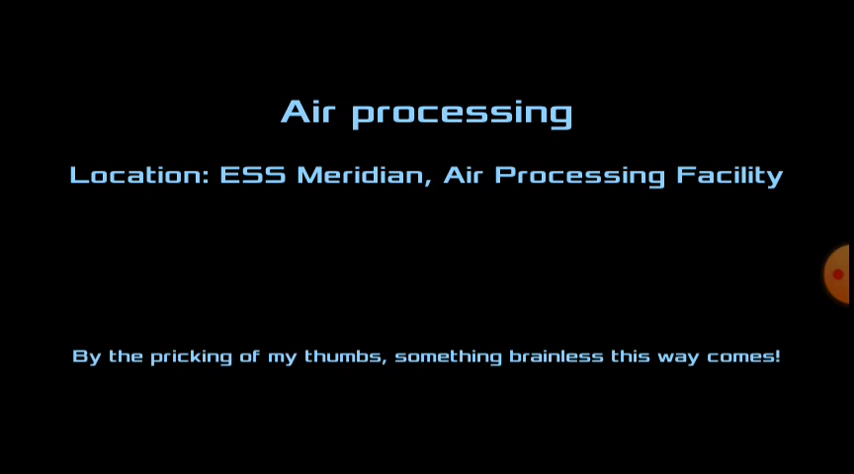 Air processing
Location: ESS Meridian, Air Processing Facility
By the pricking of my thumbs, something brainless this way comes!